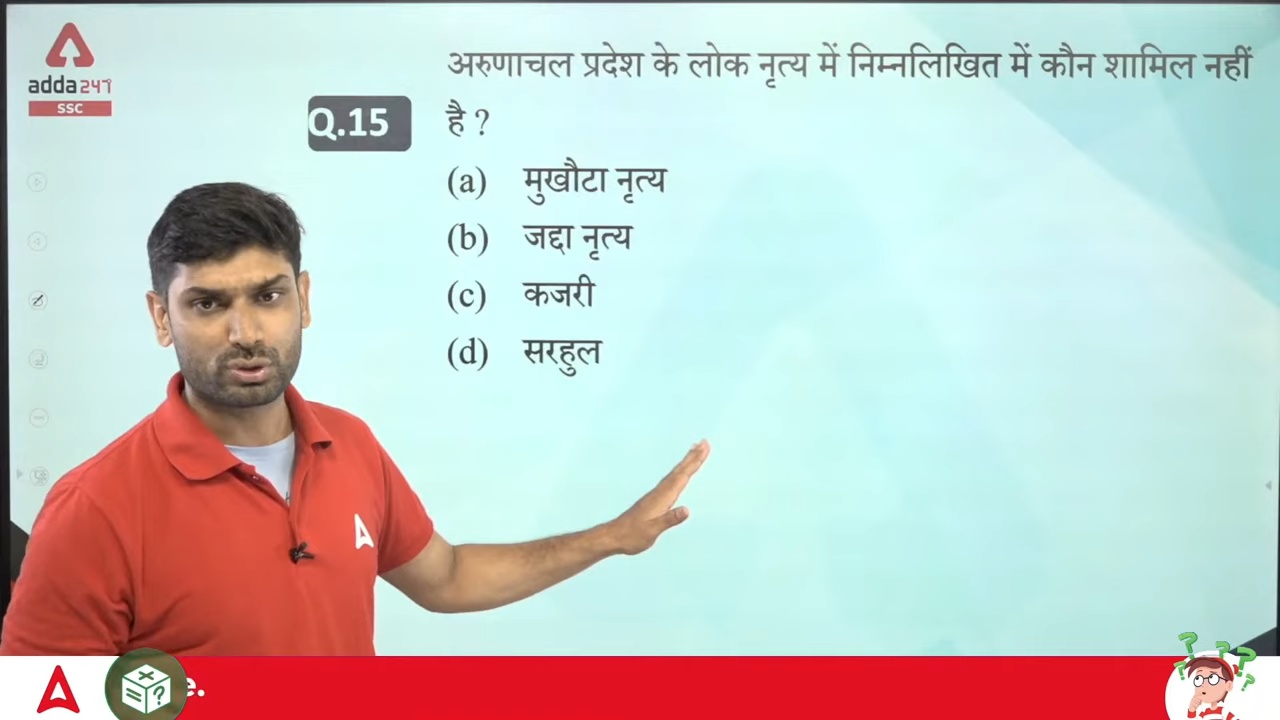 adda247
SSC
अरुणाचल प्रदेश के लोक नृत्य में निम्नलिखित में कौन शामिल नहीं
Q.15
है ?
(a) मुखौटा नृत्य
(b) जद्दा नृत्य
(c) कजरी
(d) सरहुल
e.